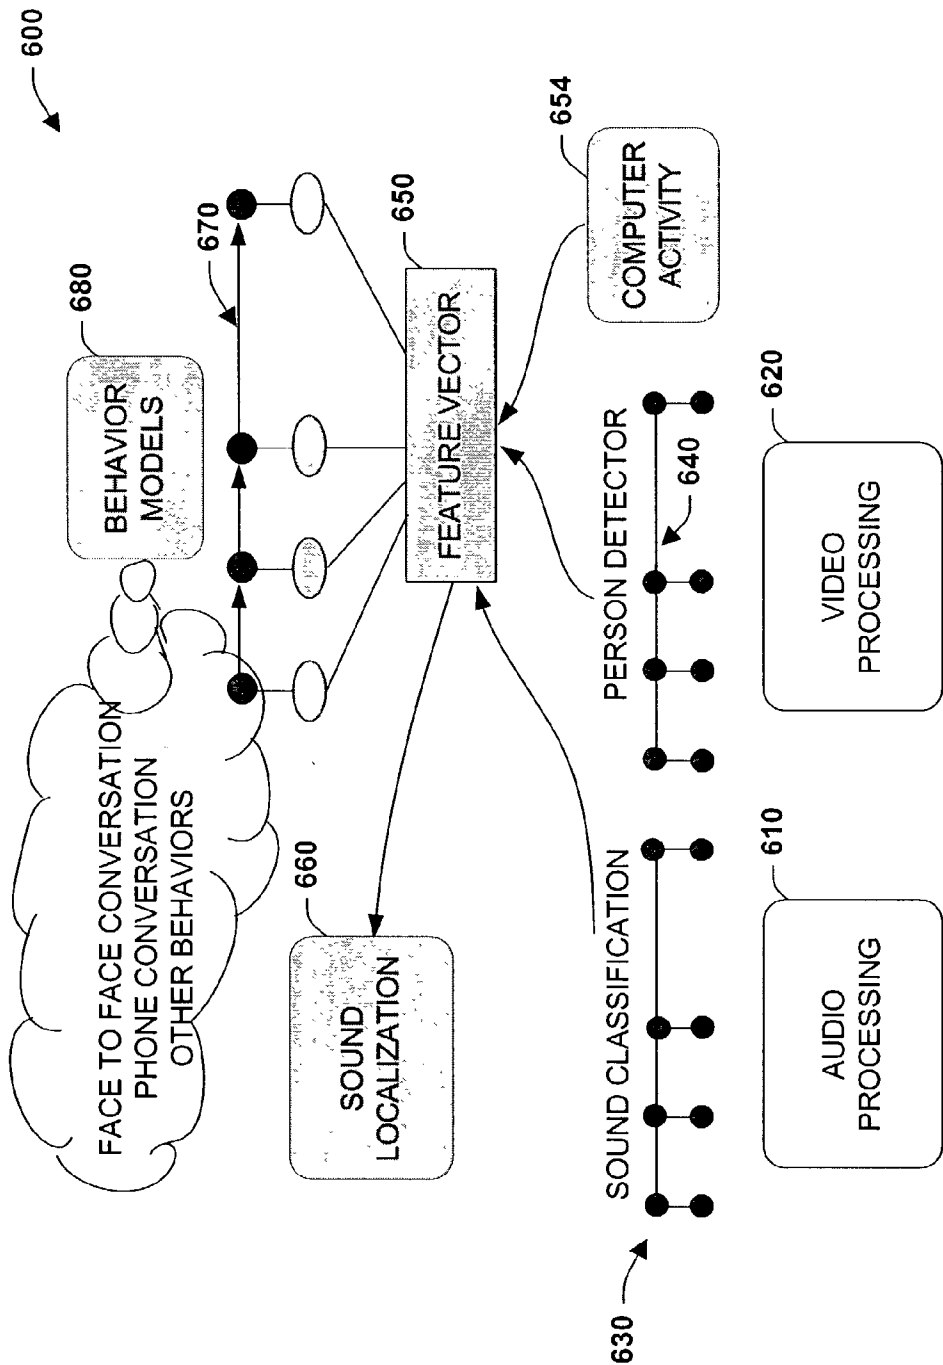 600
FACE TO FACE CONVERSATION
PHONE CONVERSATION
OTHER BEHAVIORS
680
BEHAVIOR
MODELS
670
660
SOUND
LOCALIZATION
650
FEATURE VECTOR
654
COMPUTER
ACTIVITY
630
SOUND CLASSIFICATION
PERSON DETECTOR
640
610
AUDIO
PROCESSING
620
VIDEO
PROCESSING